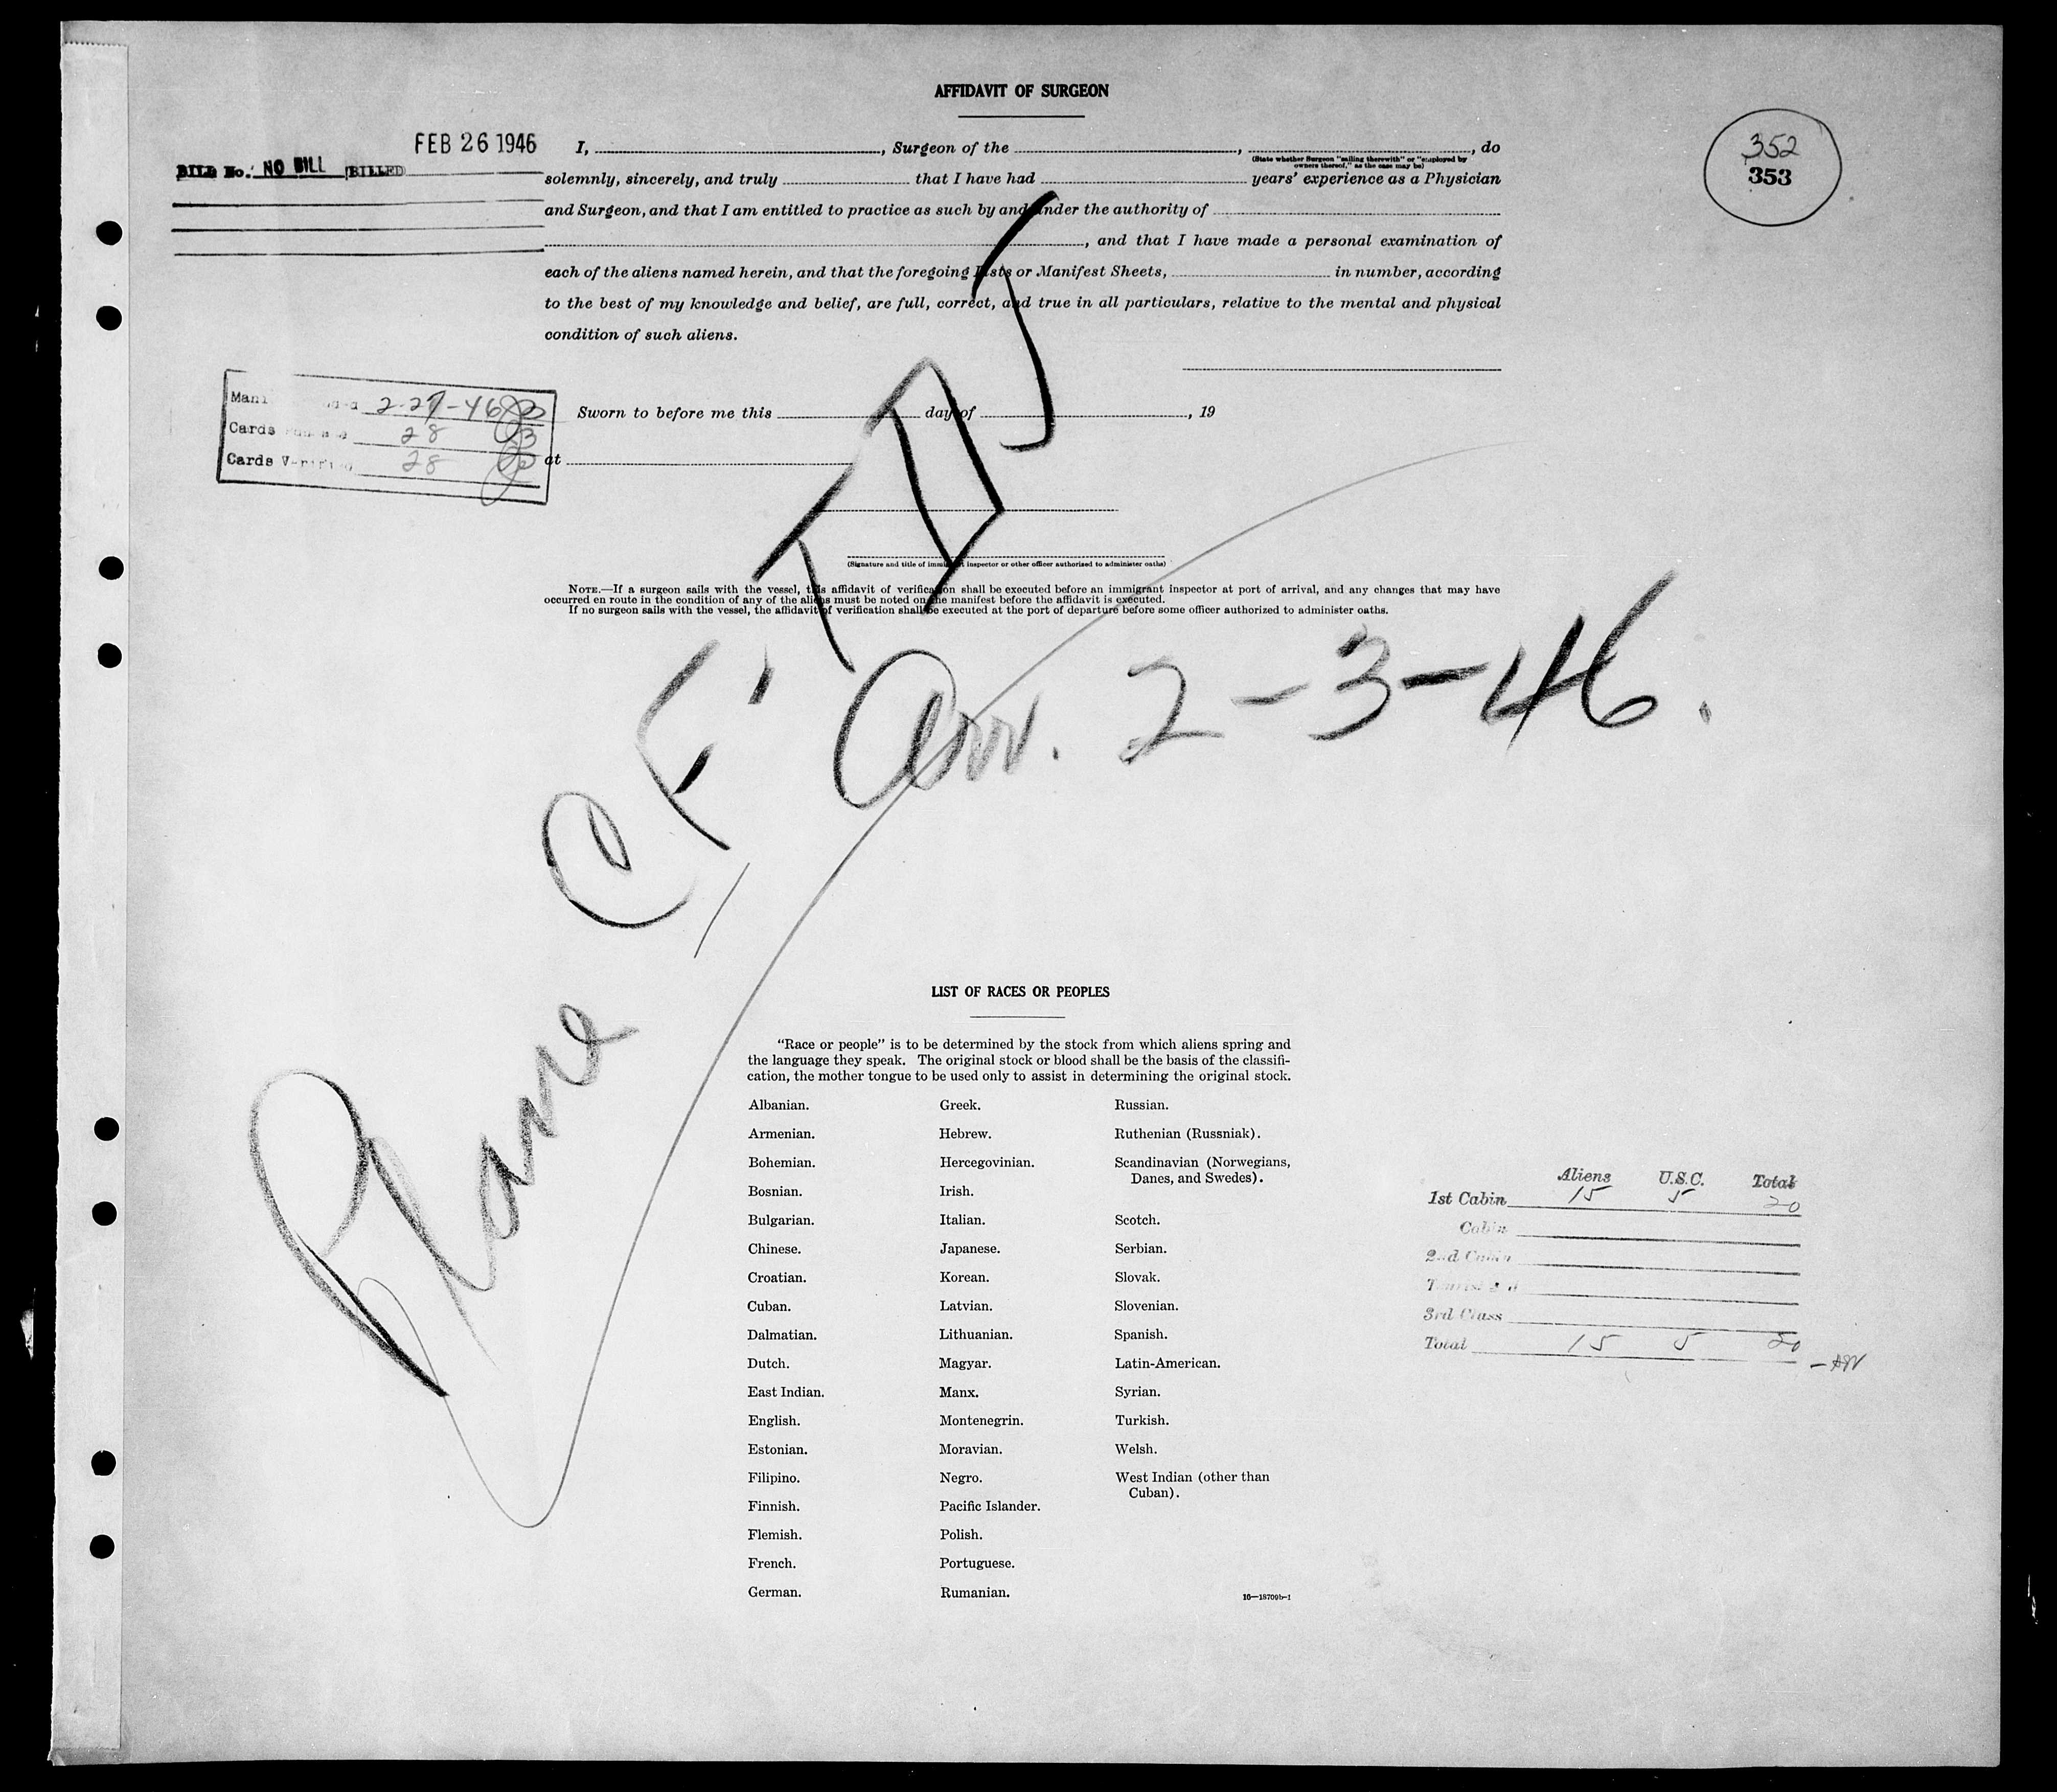 AFFIDAVIT OF SURGEON
FEB 26 1946
BILL No. NO BILL BILLED
352
353
I, ........, Surgeon of the ........, ........, do
(State whether Surgeon "sailing therewith" or "employed by
owners thereof," as the case may be)
solemnly, sincerely, and truly ........ that I have had ........ years' experience as a Physician
and Surgeon, and that I am entitled to practice as such by and under the authority of ........
........, and that I have made a personal examination of
each of the aliens named herein, and that the foregoing Lists or Manifest Sheets, ........ in number, according
to the best of my knowledge and belief, are full, correct, and true in all particulars, relative to the mental and physical
condition of such aliens.
2-27-46
Cards 28
Cards Verified 28
Sworn to before me this ........ day of ........, 19
at ........
(Signature and title of immigrant inspector or other officer authorized to administer oaths)
NOTE.—If a surgeon sails with the vessel, this affidavit of verification shall be executed before an immigrant inspector at port of arrival, and any changes that may have
occurred en route in the condition of any of the aliens must be noted on the manifest before the affidavit is executed.
If no surgeon sails with the vessel, the affidavit of verification shall be executed at the port of departure before some officer authorized to administer oaths.
Plane CF-TDJ
Arr. 2-3-46.
LIST OF RACES OR PEOPLES
"Race or people" is to be determined by the stock from which aliens spring and
the language they speak. The original stock or blood shall be the basis of the classifi-
cation, the mother tongue to be used only to assist in determining the original stock.
Albanian. Greek. Russian.
Armenian. Hebrew. Ruthenian (Russniak).
Bohemian. Hercegovinian. Scandinavian (Norwegians,
Danes, and Swedes).
Bosnian. Irish.
Bulgarian. Italian. Scotch.
Chinese. Japanese. Serbian.
Croatian. Korean. Slovak.
Cuban. Latvian. Slovenian.
Dalmatian. Lithuanian. Spanish.
Dutch. Magyar. Latin-American.
East Indian. Manx. Syrian.
English. Montenegrin. Turkish.
Estonian. Moravian. Welsh.
Filipino. Negro. West Indian (other than
Cuban).
Finnish. Pacific Islander.
Flemish. Polish.
French. Portuguese.
German. Rumanian.
16—18709b-1
Aliens U.S.C. Total
1st Cabin 15 5 20
Cabin
2nd Cabin
3rd Class
Total 15 5 20